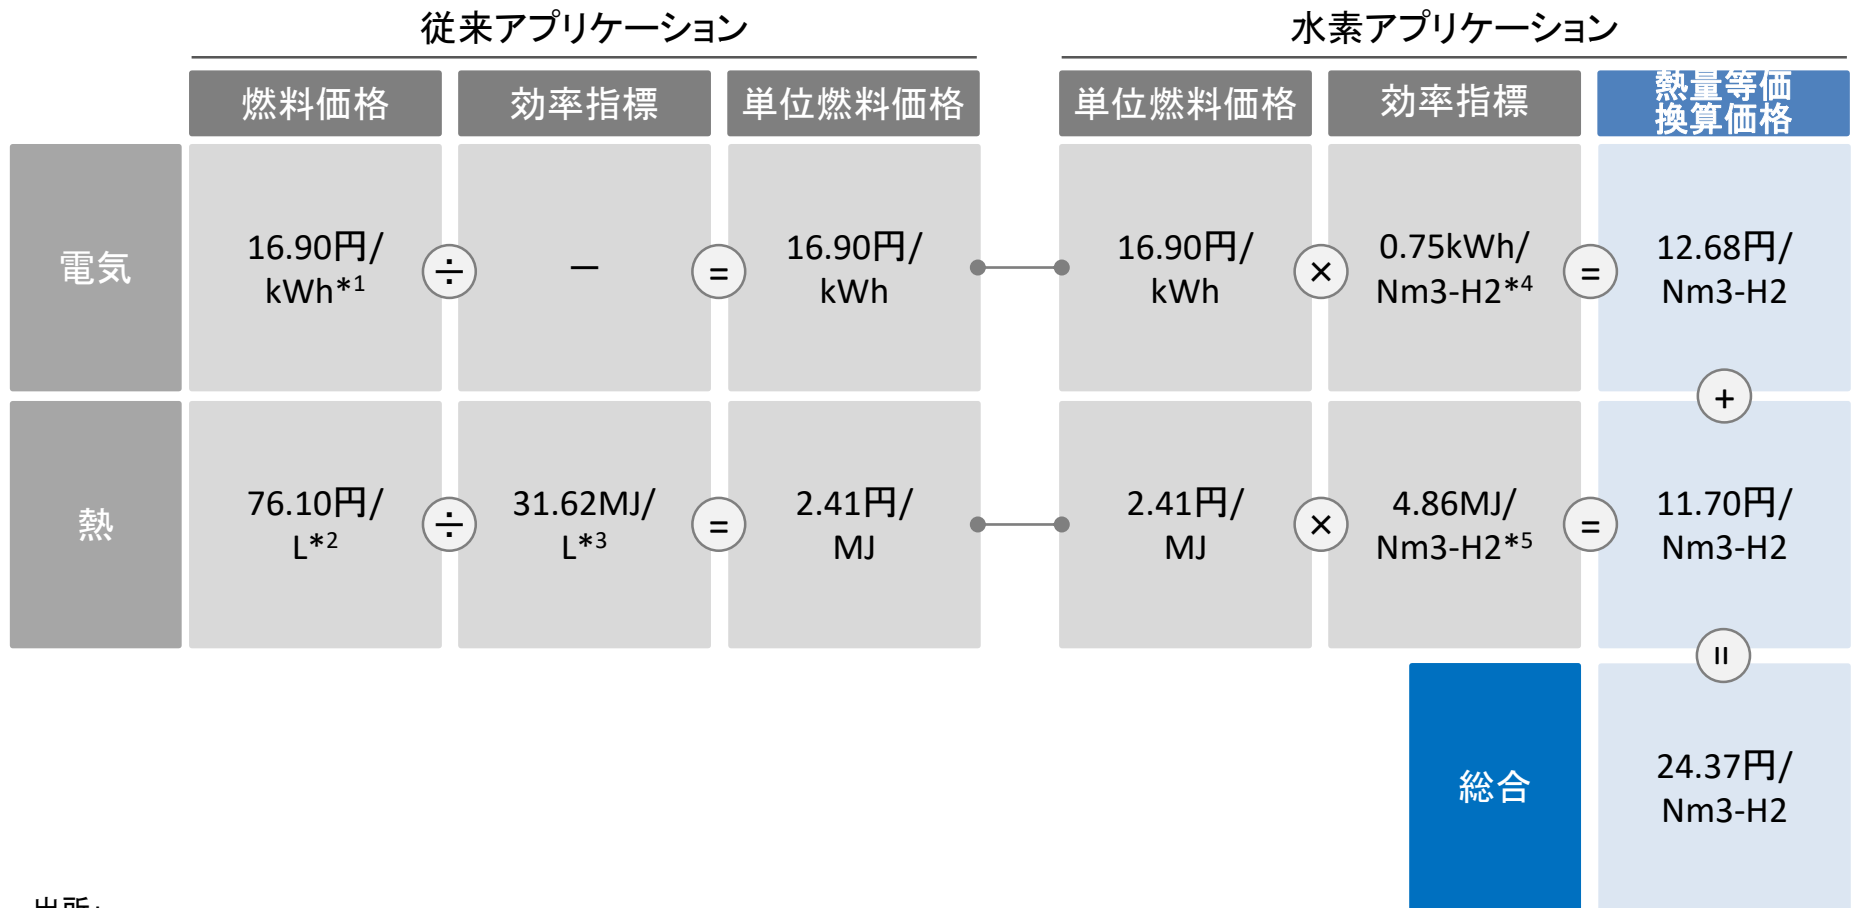 従来アプリケーション
水素アプリケーション
燃料価格
効率指標
単位燃料価格
単位燃料価格
効率指標
熱量等価
換算価格
電気
16.90円/
kWh*1
÷
－
=
16.90円/
kWh
16.90円/
kWh
×
0.75kWh/
Nm3-H2*4
=
12.68円/
Nm3-H2
+
熱
76.10円/
L*2
÷
31.62MJ/
L*3
=
2.41円/
MJ
2.41円/
MJ
×
4.86MJ/
Nm3-H2*5
=
11.70円/
Nm3-H2
=
総合
24.37円/
Nm3-H2
出所: